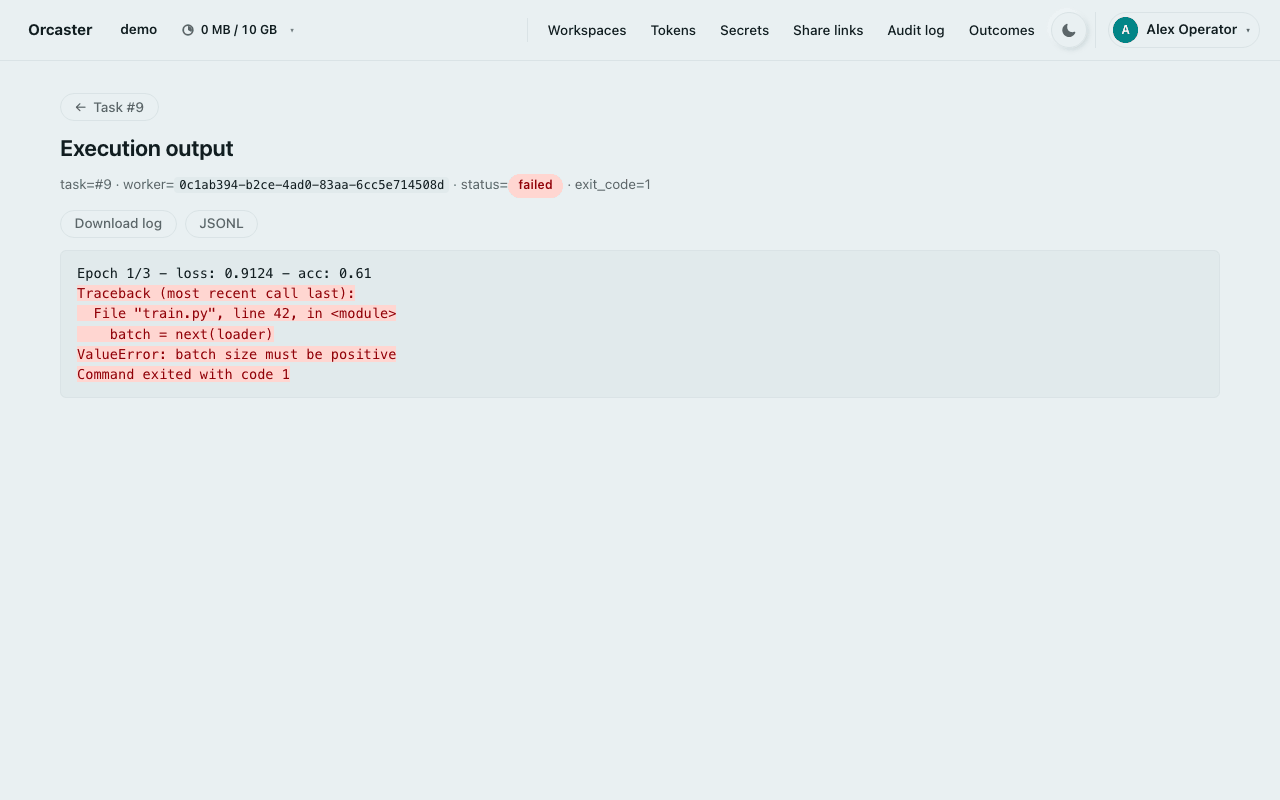 Orcaster demo 0 MB / 10 GB Workspaces Tokens Secrets Share links Audit log Outcomes A Alex Operator
← Task #9
Execution output
task=#9 · worker= 0c1ab394-b2ce-4ad0-83aa-6cc5e714508d · status= failed · exit_code=1
Download log JSONL
Epoch 1/3 — loss: 0.9124 — acc: 0.61
Traceback (most recent call last):
  File "train.py", line 42, in <module>
    batch = next(loader)
ValueError: batch size must be positive
Command exited with code 1